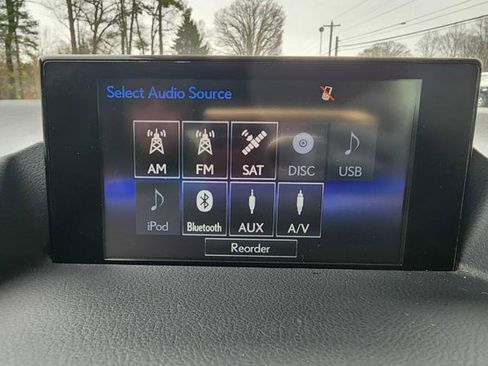 Select Audio Source
AM FM SAT DISC USB
iPod Bluetooth AUX A/V
Reorder